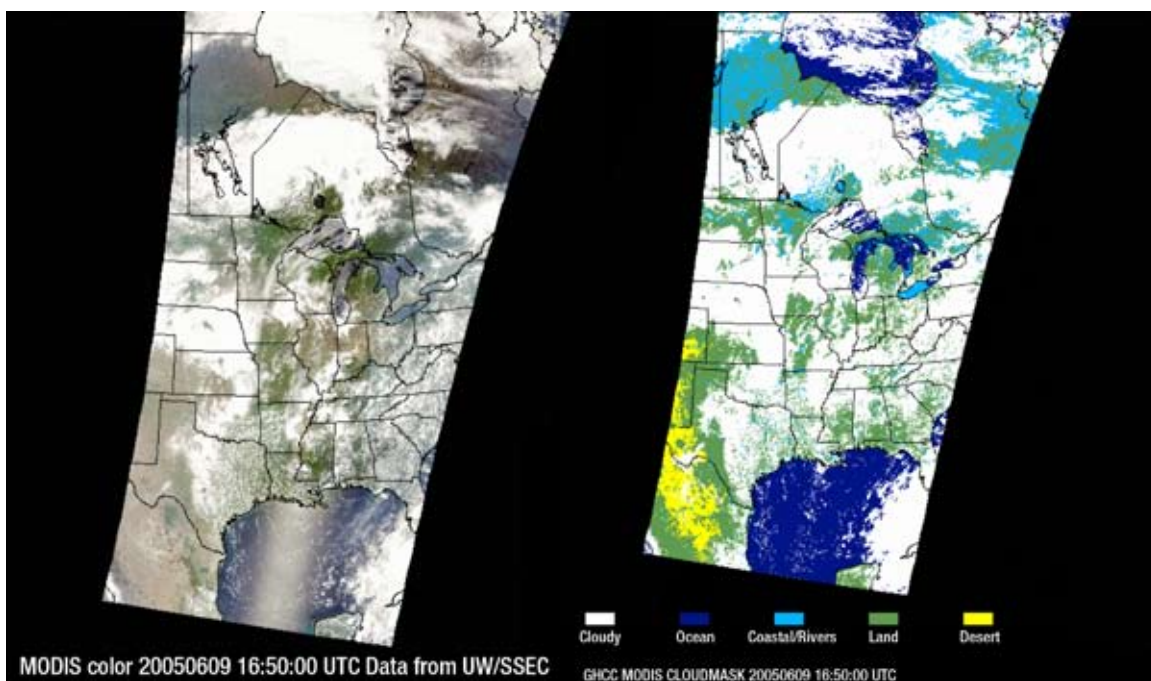 Cloudy
Ocean
Coastal/Rivers
Land
Desert
MODIS color 20050609 16:50:00 UTC Data from UW/SSEC
GHCC MODIS CLOUDMASK 20050609 16:50:00 UTC